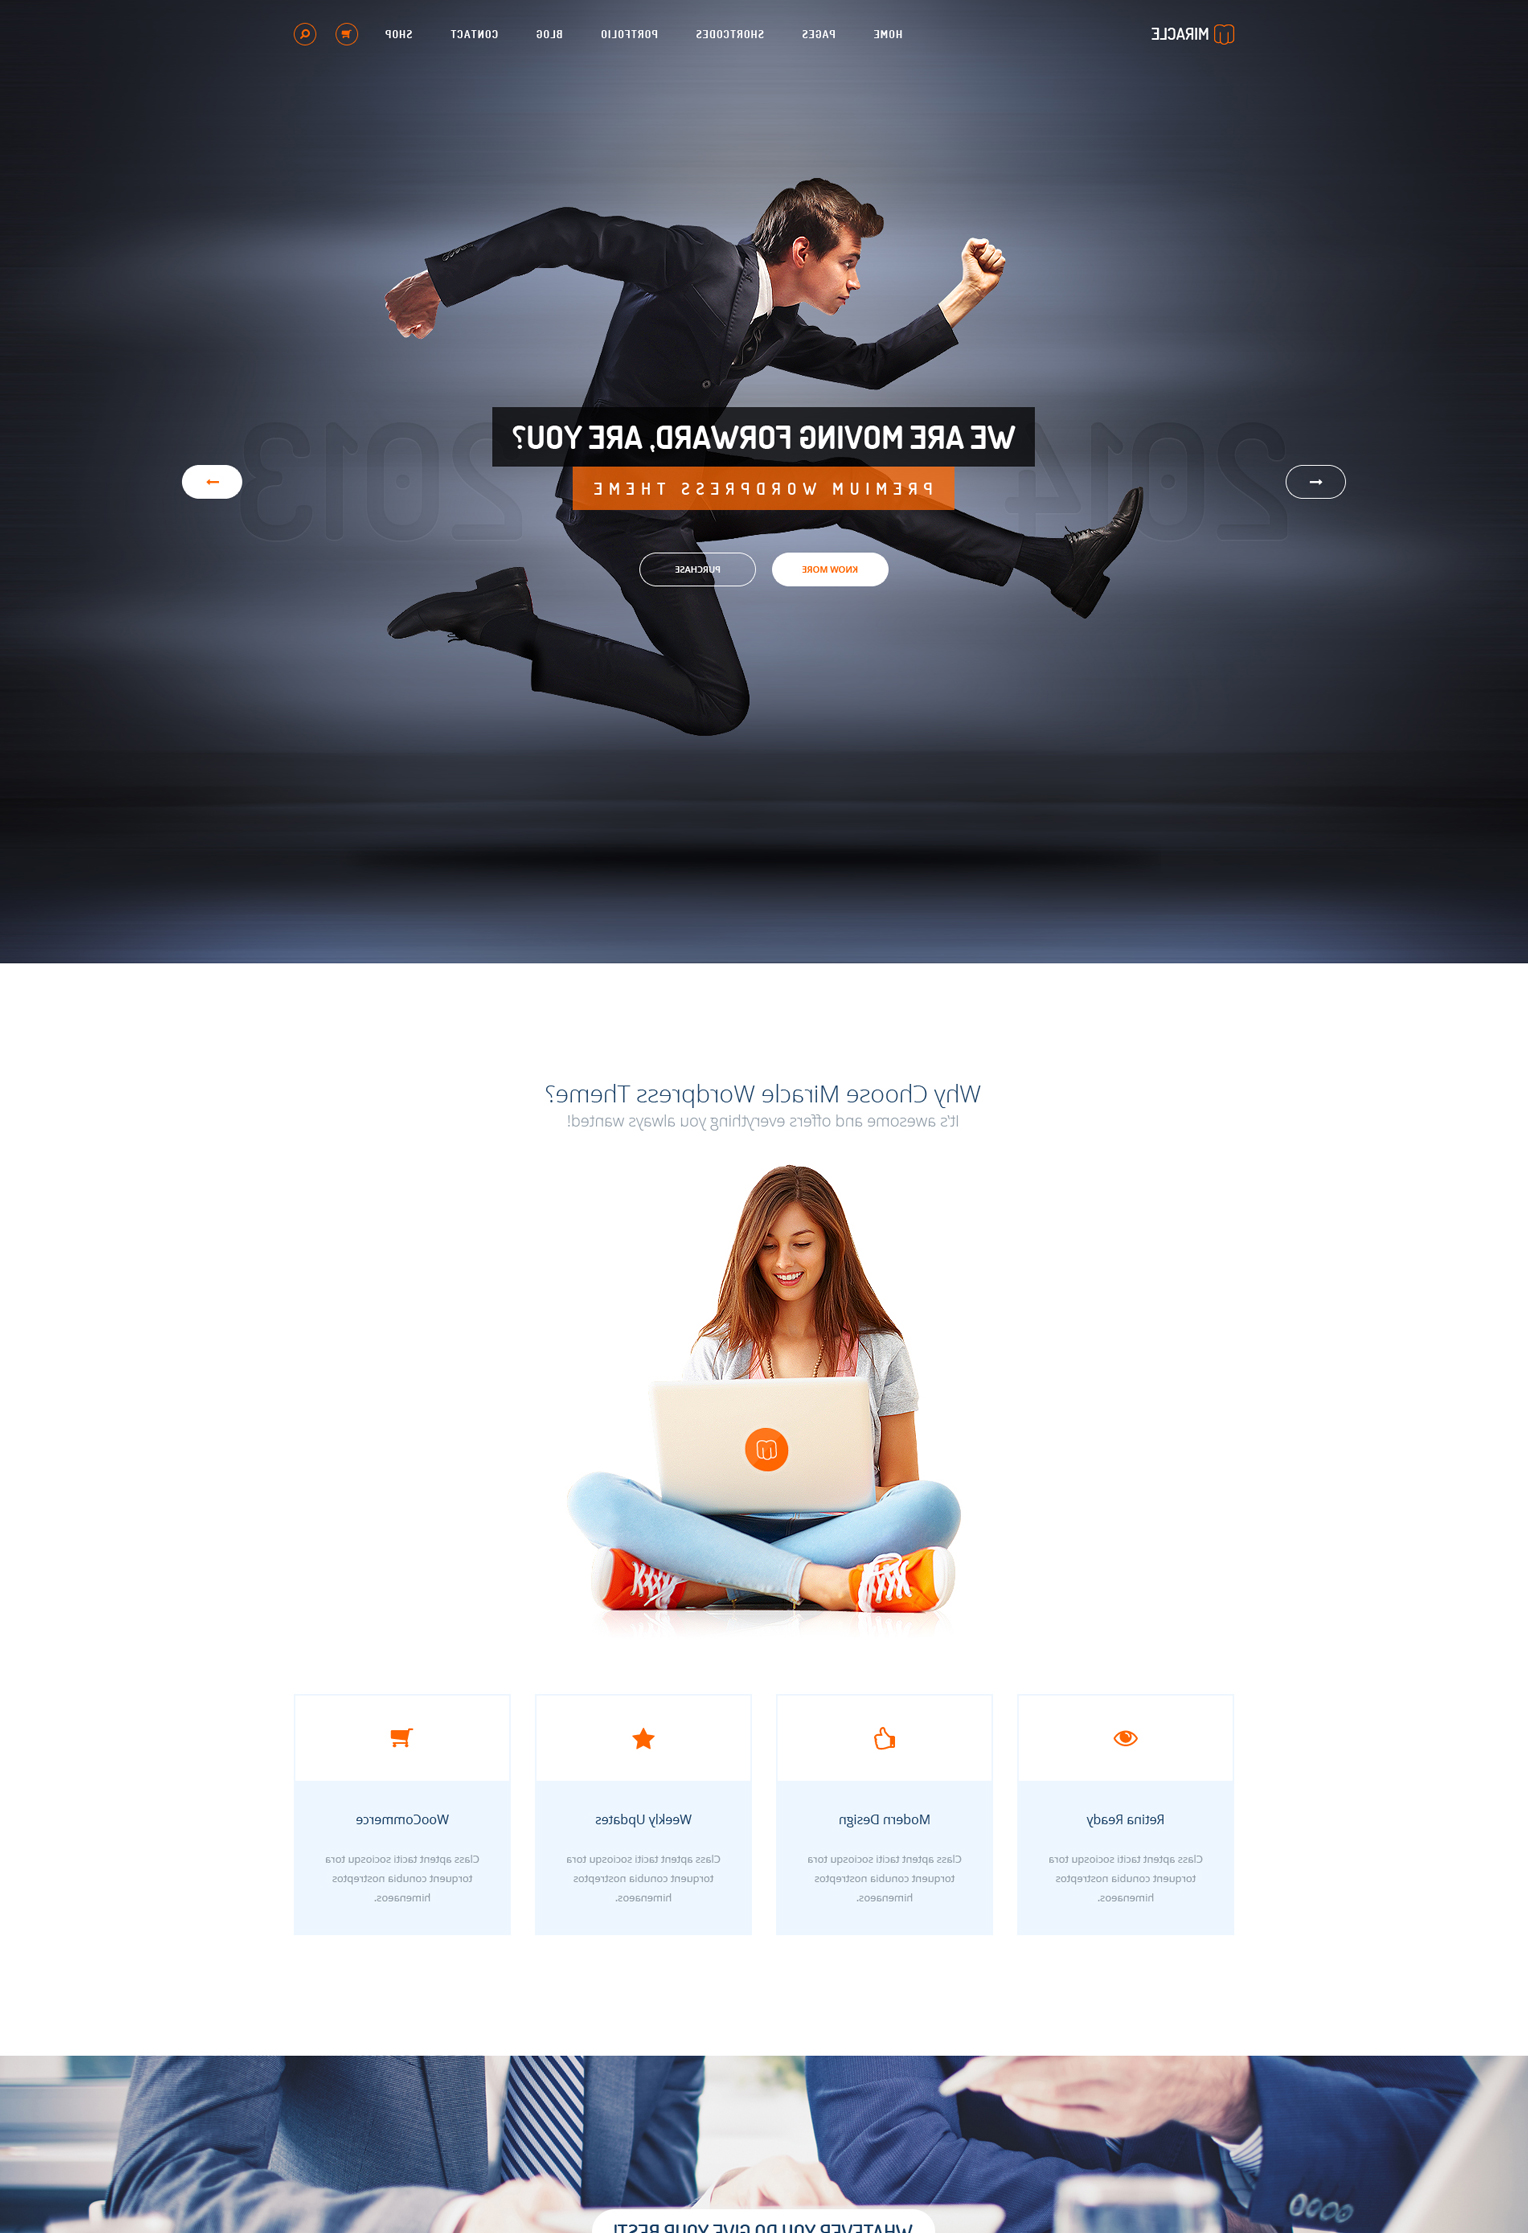 MIRACLE
HOME PAGES SHORTCODES PORTFOLIO BLOG CONTACT SHOP
2014 2013
WE ARE MOVING FORWARD, ARE YOU?
PREMIUM WORDPRESS THEME
KNOW MORE PURCHASE
Why Choose Miracle Wordpress Theme?
It's awesome and offers everything you always wanted!
Retina Ready
Class aptent taciti sociosqu tora
torquent conubia nostreptos
himenaeos.
Modern Design
Class aptent taciti sociosqu tora
torquent conubia nostreptos
himenaeos.
Weekly Updates
Class aptent taciti sociosqu tora
torquent conubia nostreptos
himenaeos.
WooCommerce
Class aptent taciti sociosqu tora
torquent conubia nostreptos
himenaeos.
WHATEVER YOU DO GIVE YOUR BEST!